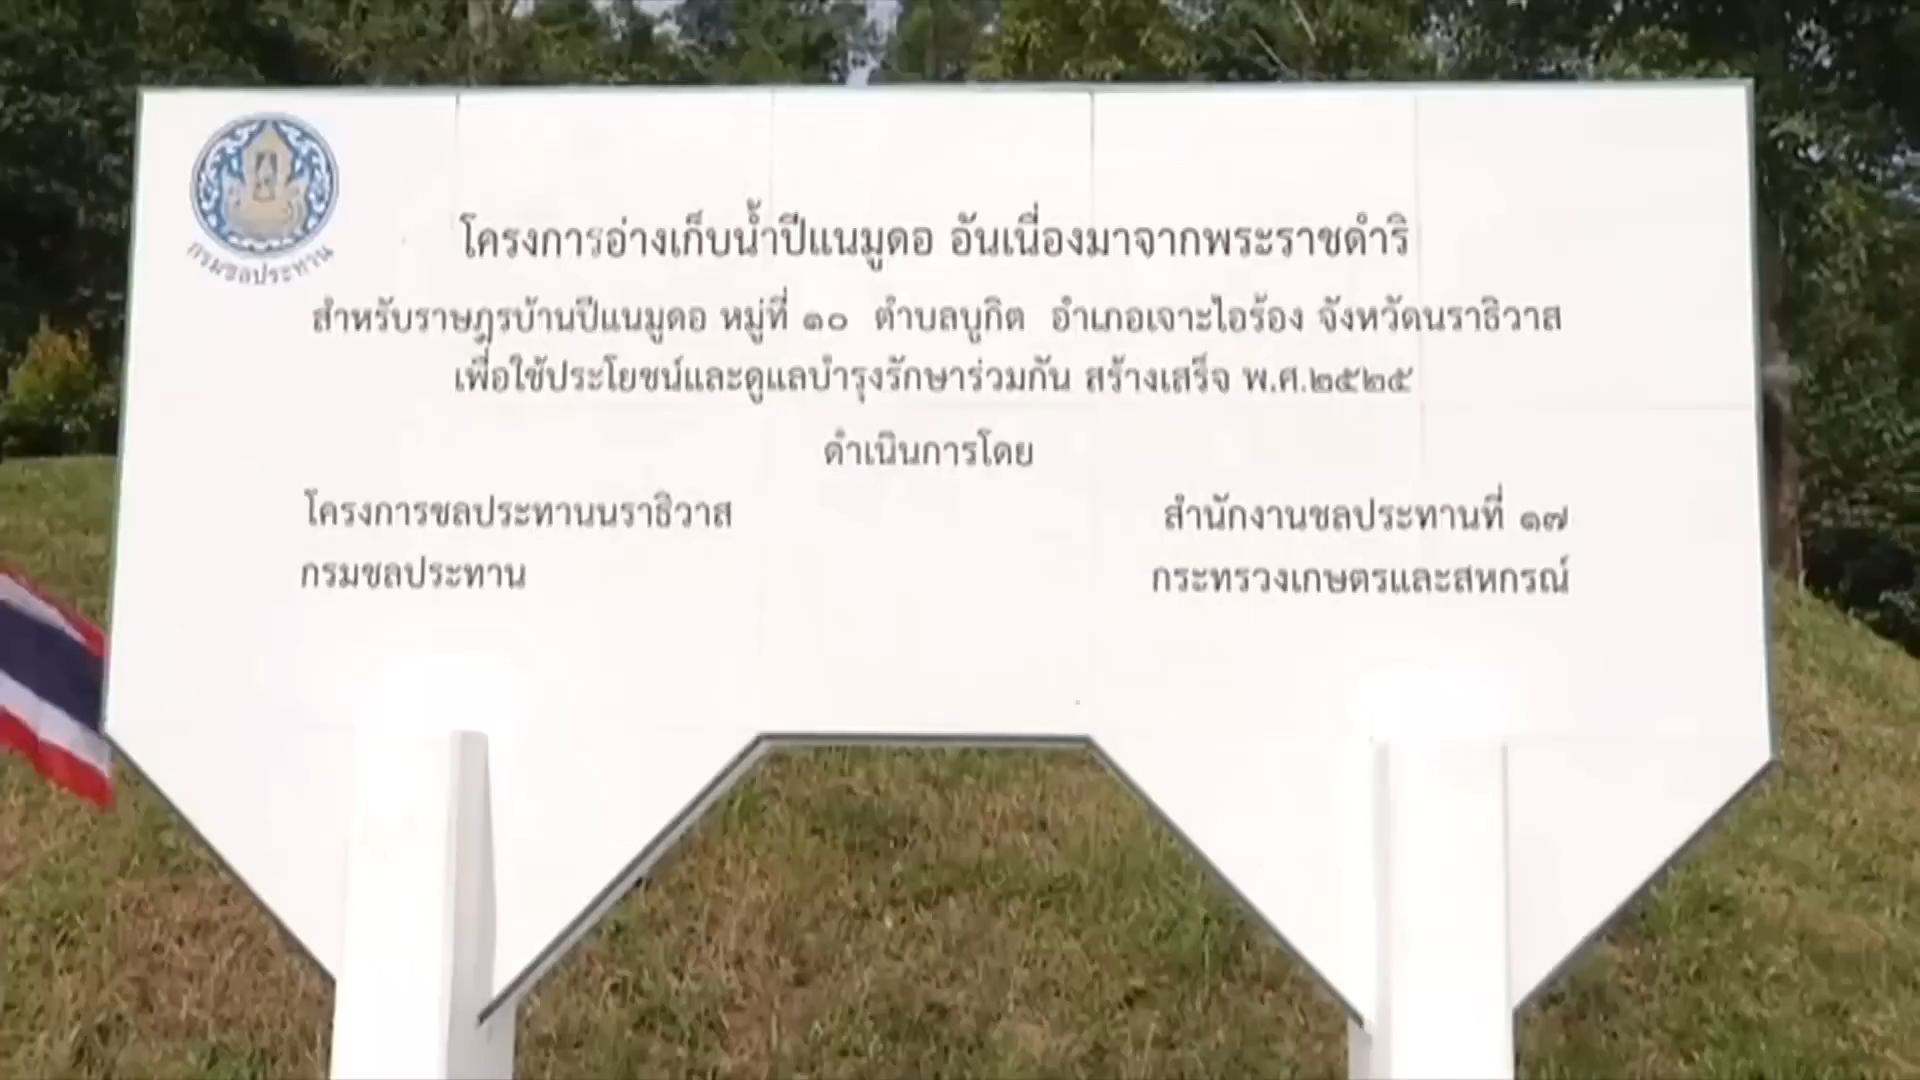 กรมชลประทาน
โครงการอ่างเก็บน้ำปีแนมูดอ อันเนื่องมาจากพระราชดำริ
สำหรับราษฎรบ้านปีแนมูดอ หมู่ที่ ๑๐ ตำบลบูกิต อำเภอเจาะไอร้อง จังหวัดนราธิวาส
เพื่อใช้ประโยชน์และดูแลบำรุงรักษาร่วมกัน สร้างเสร็จ พ.ศ.๒๕๒๕
ดำเนินการโดย
โครงการชลประทานนราธิวาส
สำนักงานชลประทานที่ ๑๗
กรมชลประทาน
กระทรวงเกษตรและสหกรณ์